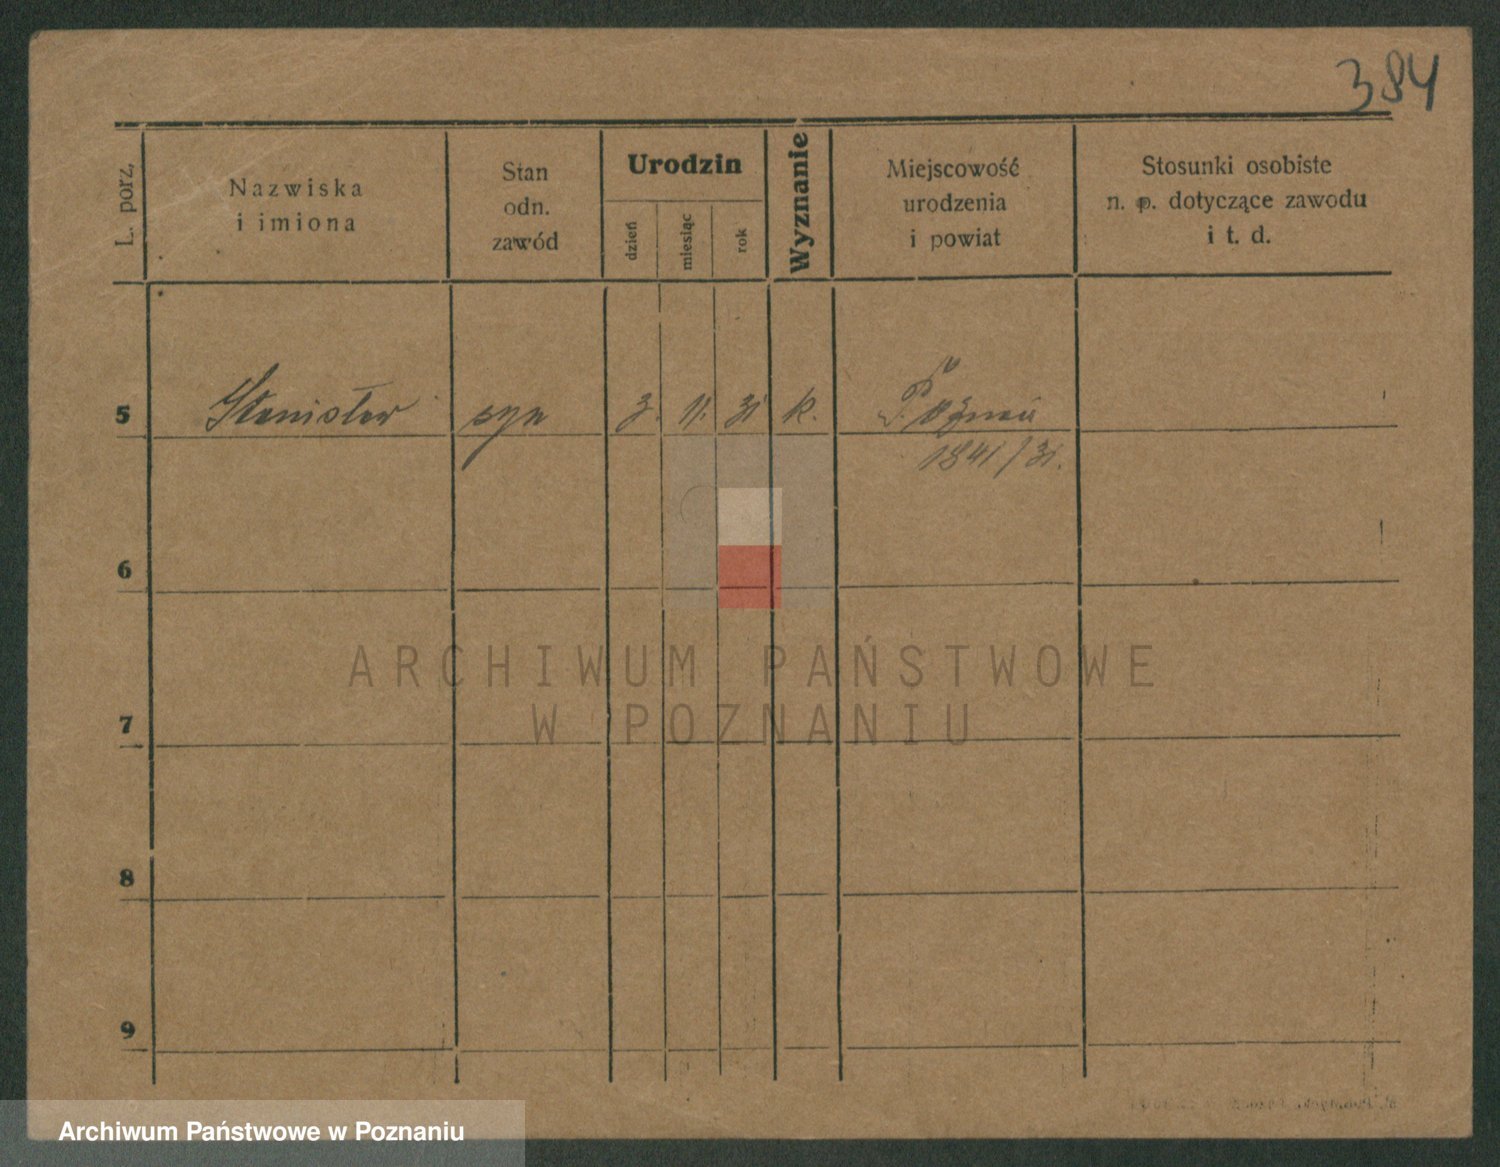 384
L. porz,
Nazwiska
i imiona
Stan
odn.
zawód
Urodzin
dzień
miesiąc
rok
Wyznanie
Miejscowość
urodzenia
i powiat
Stosunki osobiste
n. p. dotyczące zawodu
i t. d.
5 Stanisław syn 3. 11. 31 k. Poznań
1841/31.
6
7
8
9
ARCHIWUM PAŃSTWOWE
W POZNANIU
Archiwum Państwowe w Poznaniu